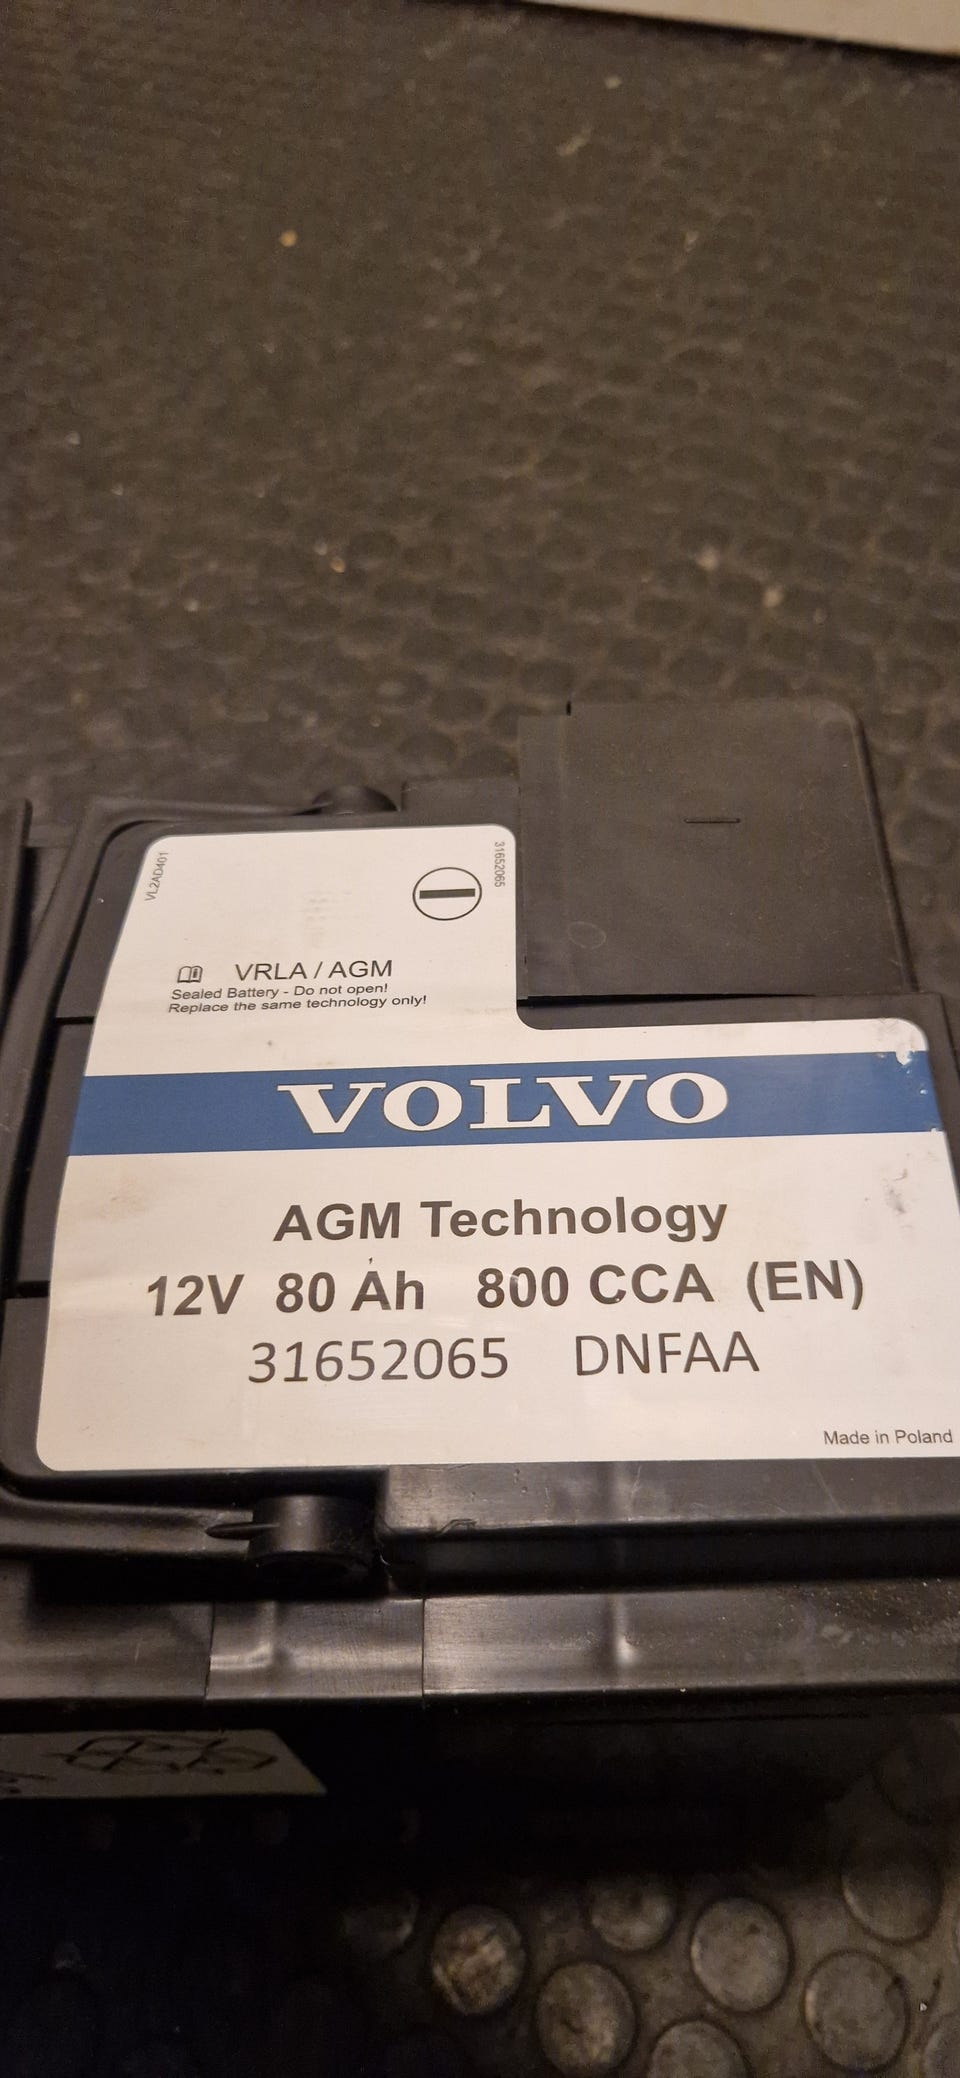 VL2AD401
31652065
VRLA / AGM
Sealed Battery - Do not open!
Replace the same technology only!
VOLVO
AGM Technology
12V 80 Ah 800 CCA (EN)
31652065 DNFAA
Made in Poland